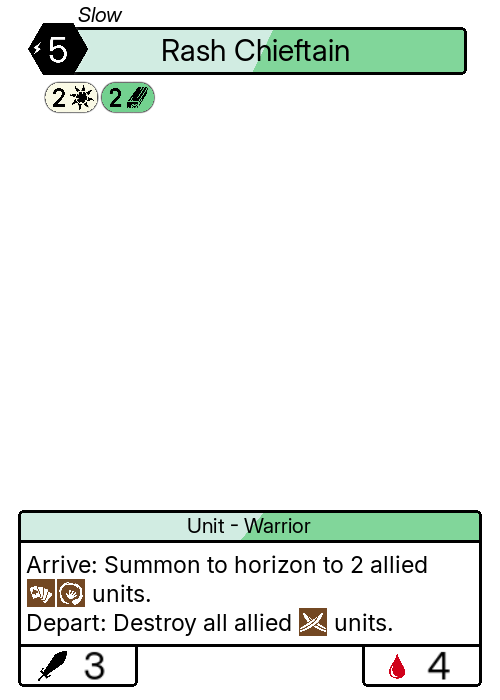 Slow
5
Rash Chieftain
2 2
Unit - Warrior
Arrive: Summon to horizon to 2 allied
units.
Depart: Destroy all allied units.
3
4